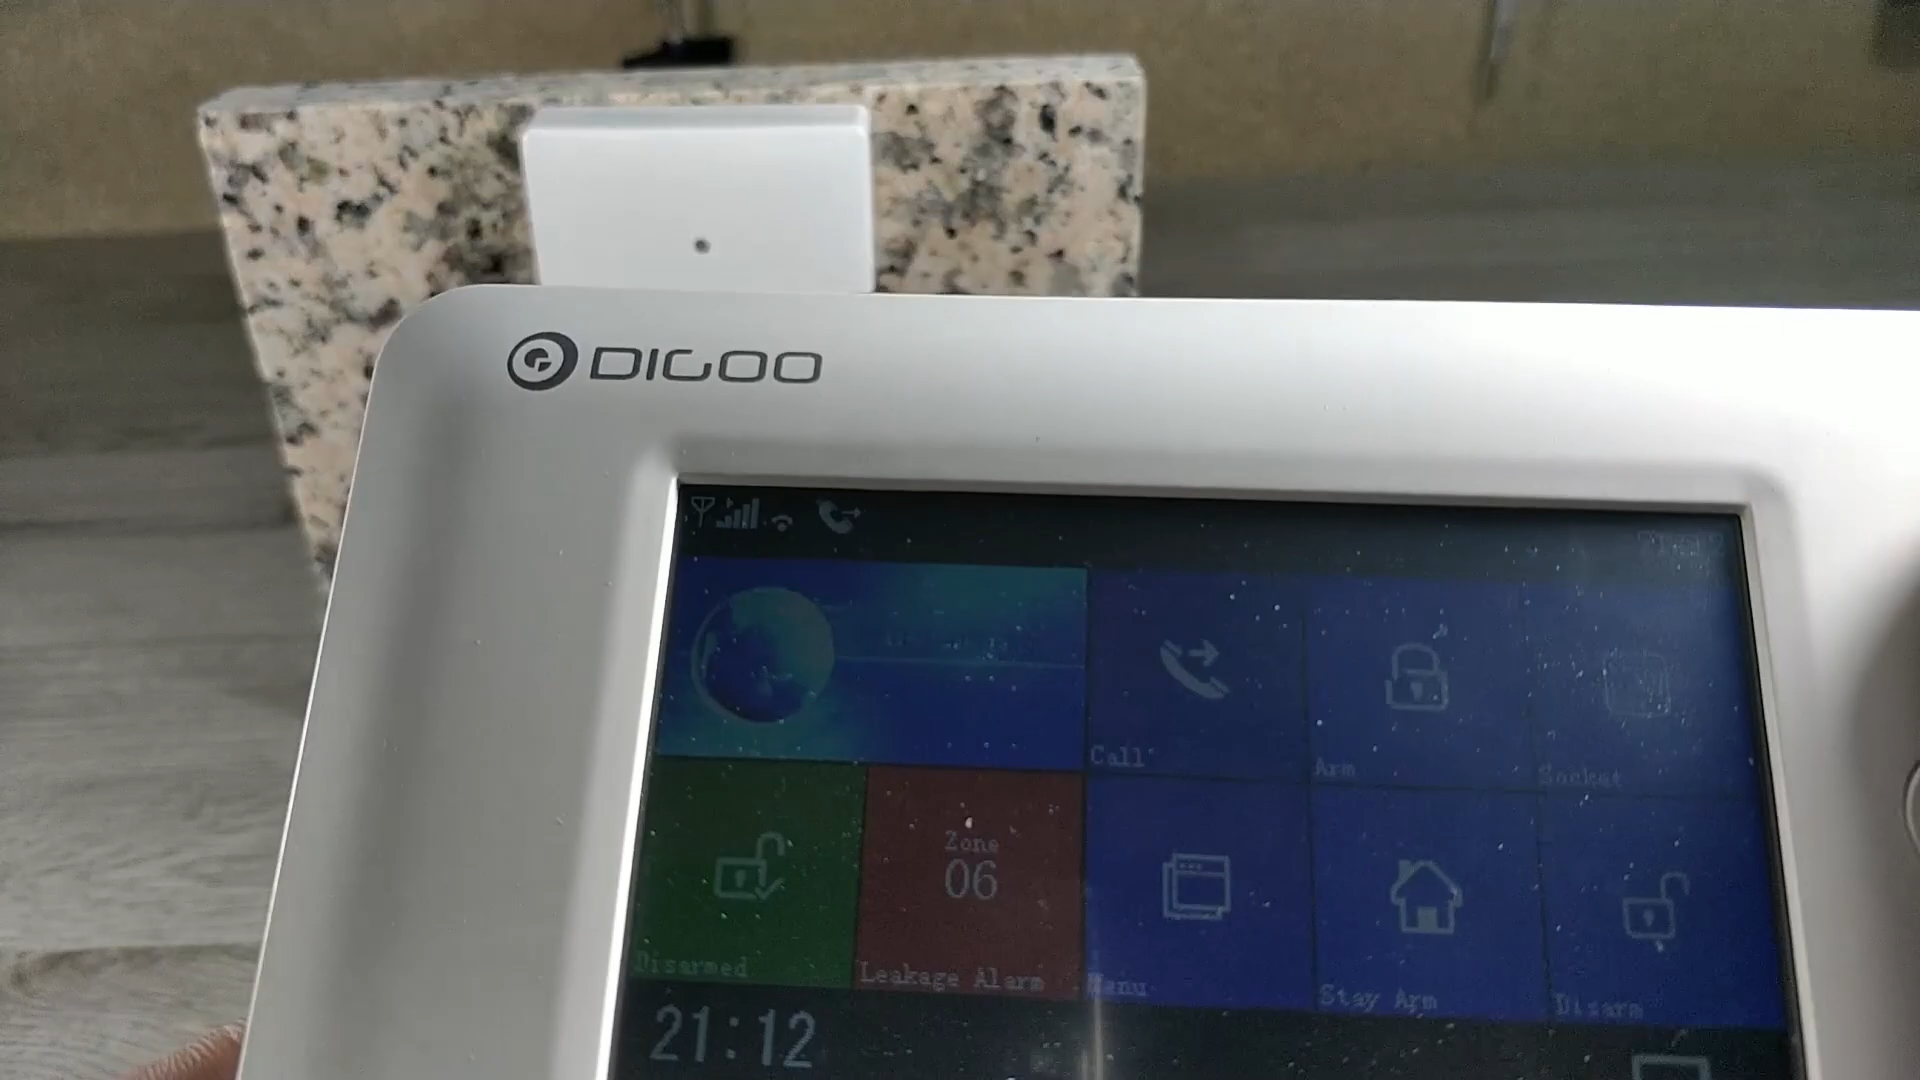 DIGOO
Call
Arm
Socket
Zone
06
Disarmed
Leakage Alarm
Menu
Stay Arm
Disarm
21:12